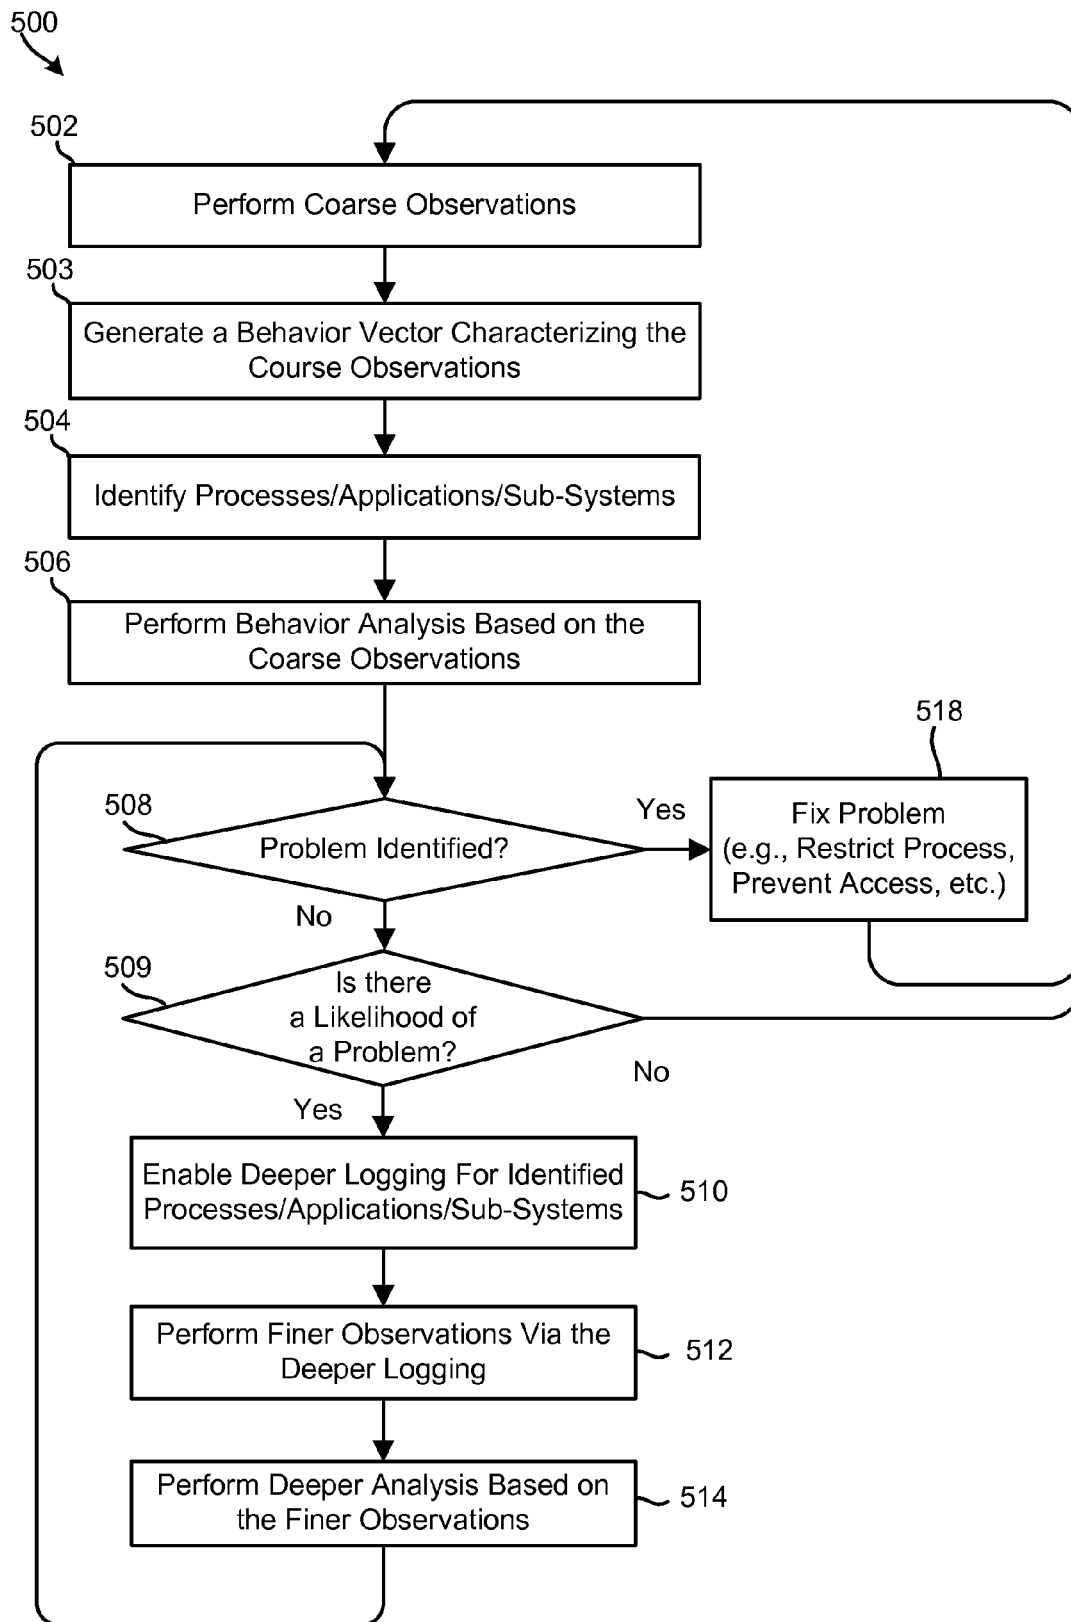 500
502
Perform Coarse Observations
503
Generate a Behavior Vector Characterizing the
Course Observations
504
Identify Processes/Applications/Sub-Systems
506
Perform Behavior Analysis Based on the
Coarse Observations
518
508
Problem Identified?
Yes
Fix Problem
(e.g., Restrict Process,
Prevent Access, etc.)
No
509
Is there
a Likelihood of
a Problem?
No
Yes
Enable Deeper Logging For Identified
Processes/Applications/Sub-Systems
510
Perform Finer Observations Via the
Deeper Logging
512
Perform Deeper Analysis Based on
the Finer Observations
514